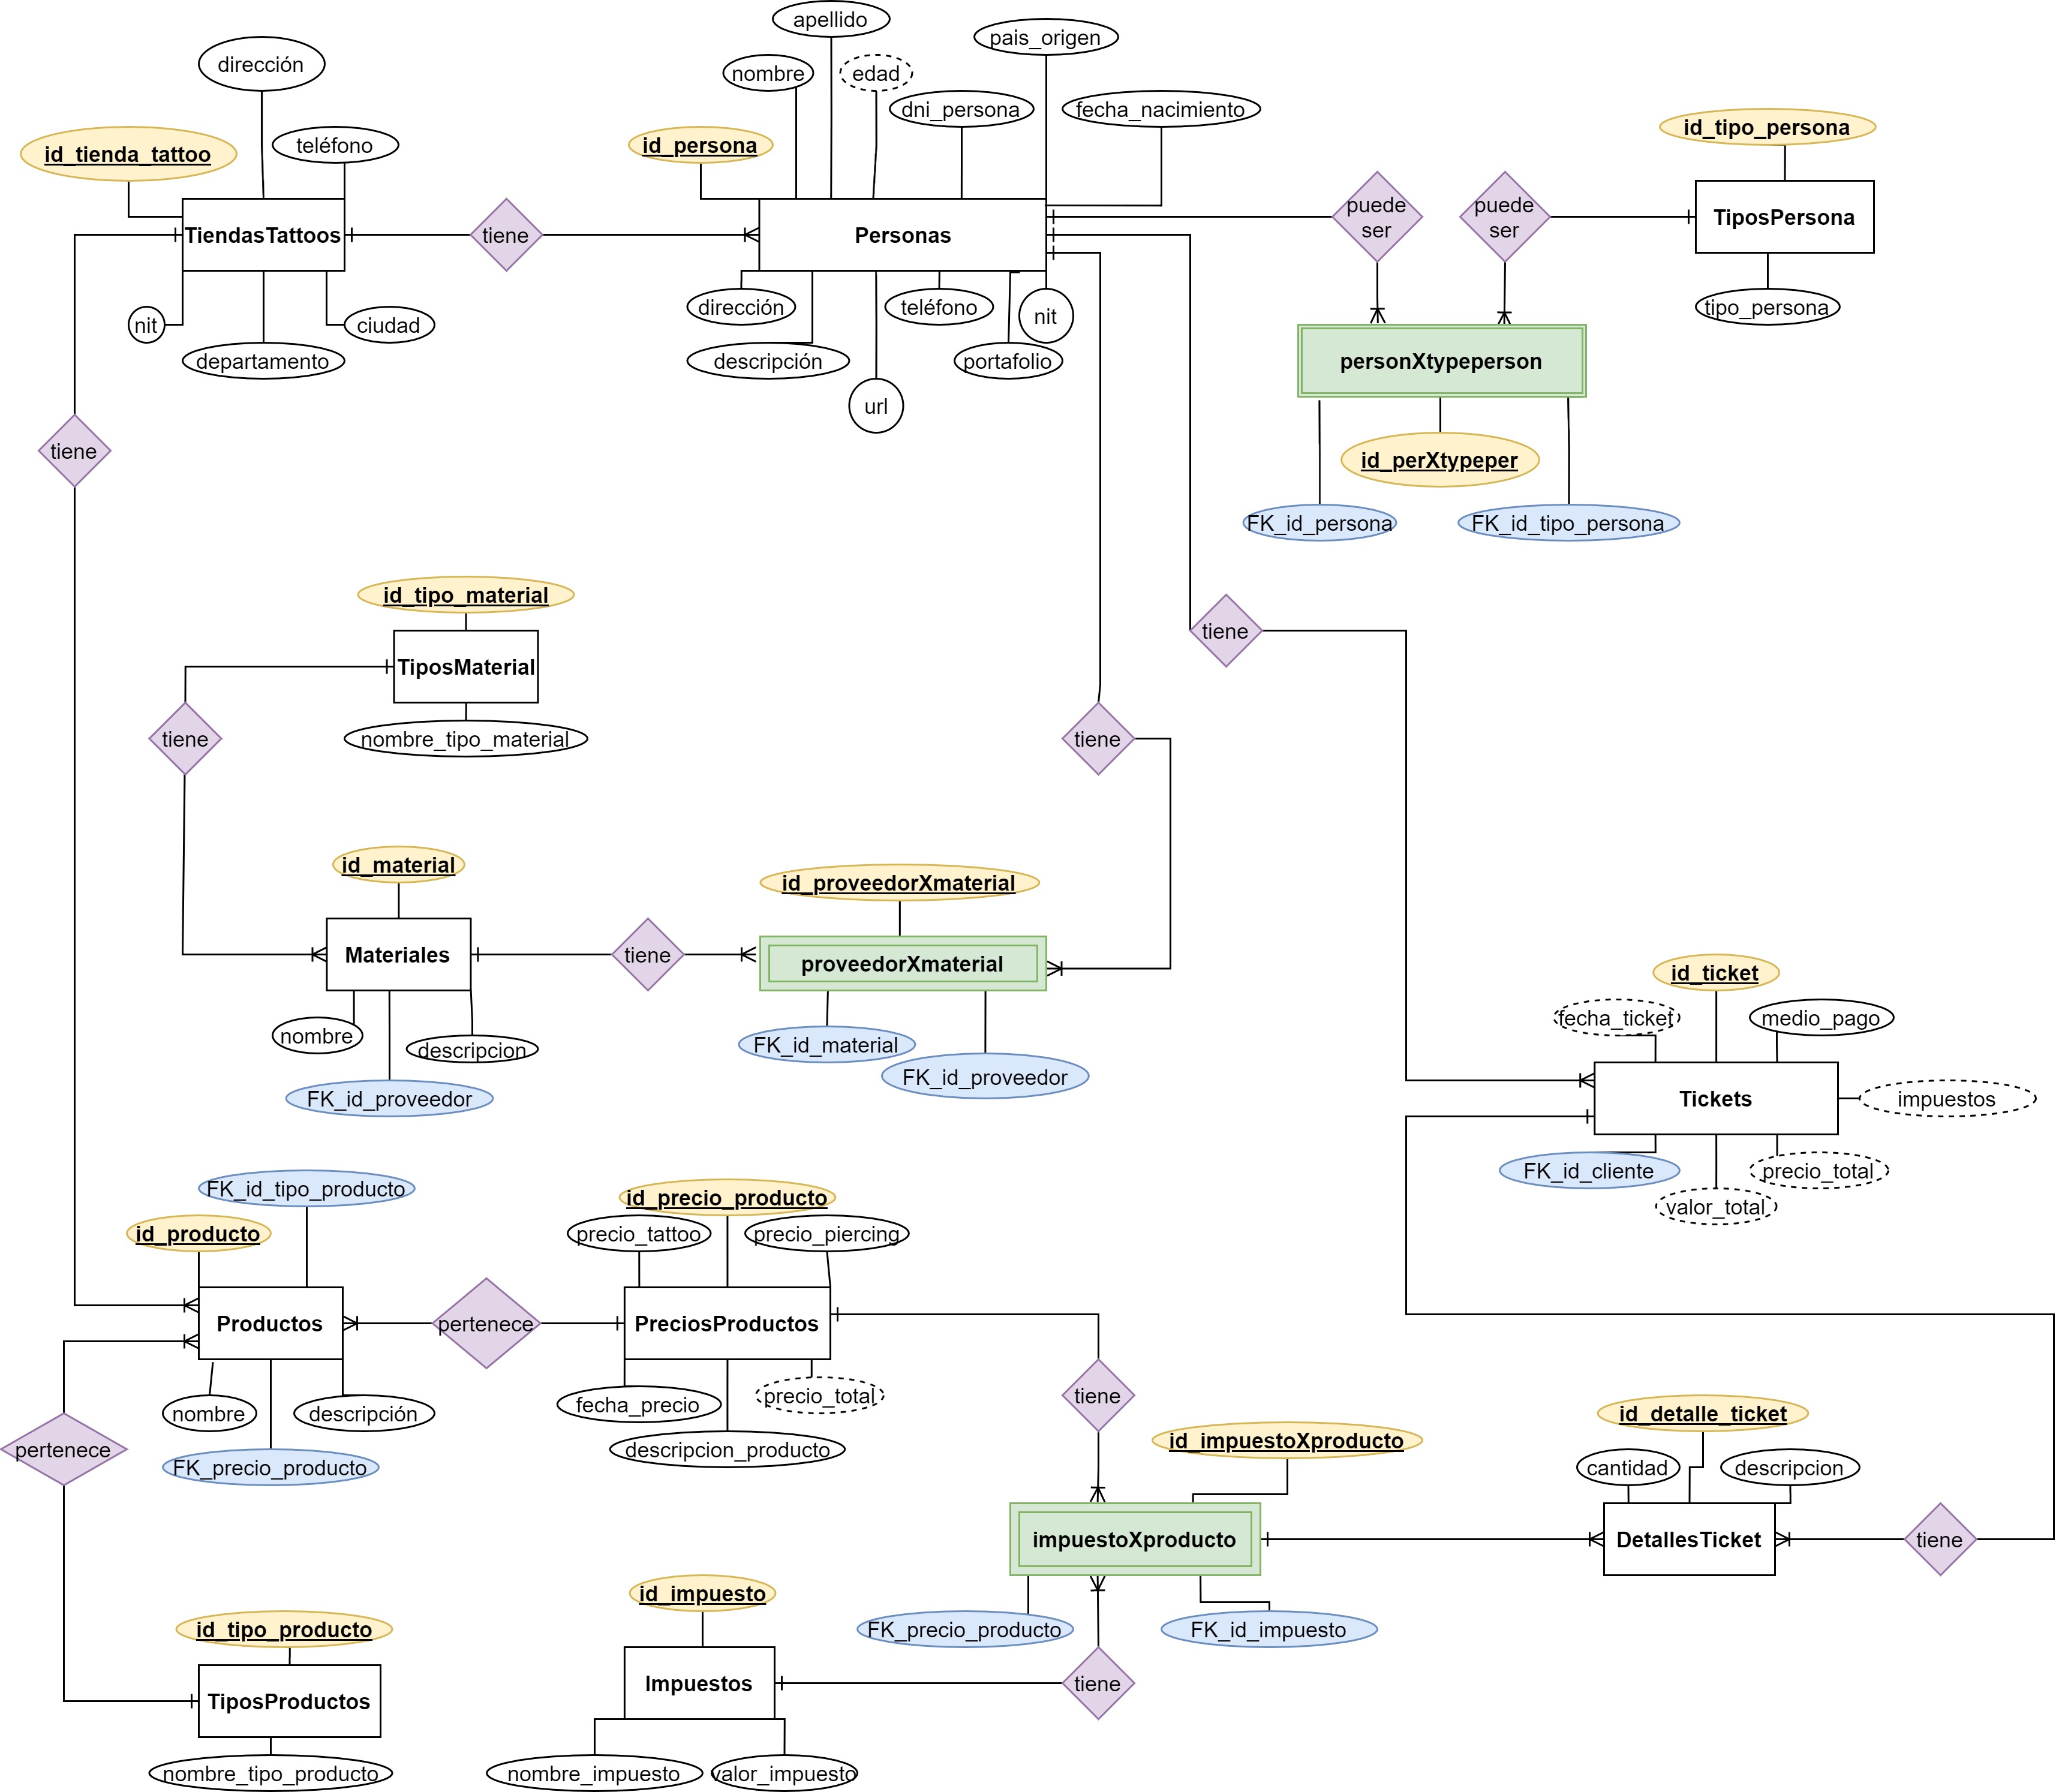 apellido
pais_origen
dirección
nombre
edad
dni_persona
fecha_nacimiento
id_tipo_persona
id_tienda_tattoo
teléfono
id_persona
puede
ser
puede
ser
TiposPersona
TiendasTattoos
tiene
Personas
dirección
teléfono
nit
tipo_persona
nit
ciudad
departamento
descripción
portafolio
personXtypeperson
url
tiene
id_perXtypeper
FK_id_persona
FK_id_tipo_persona
id_tipo_material
tiene
TiposMaterial
tiene
nombre_tipo_material
tiene
id_material
id_proveedorXmaterial
Materiales
tiene
proveedorXmaterial
id_ticket
nombre
descripcion
FK_id_material
fecha_ticket
medio_pago
FK_id_proveedor
FK_id_proveedor
Tickets
impuestos
FK_id_cliente
precio_total
valor_total
FK_id_tipo_producto
id_precio_producto
id_producto
precio_tattoo
precio_piercing
Productos
pertenece
PreciosProductos
nombre
descripción
fecha_precio
precio_total
tiene
id_detalle_ticket
pertenece
FK_precio_producto
descripcion_producto
id_impuestoXproducto
cantidad
descripcion
impuestoXproducto
DetallesTicket
tiene
id_impuesto
id_tipo_producto
FK_precio_producto
FK_id_impuesto
TiposProductos
Impuestos
tiene
nombre_tipo_producto
nombre_impuesto
valor_impuesto